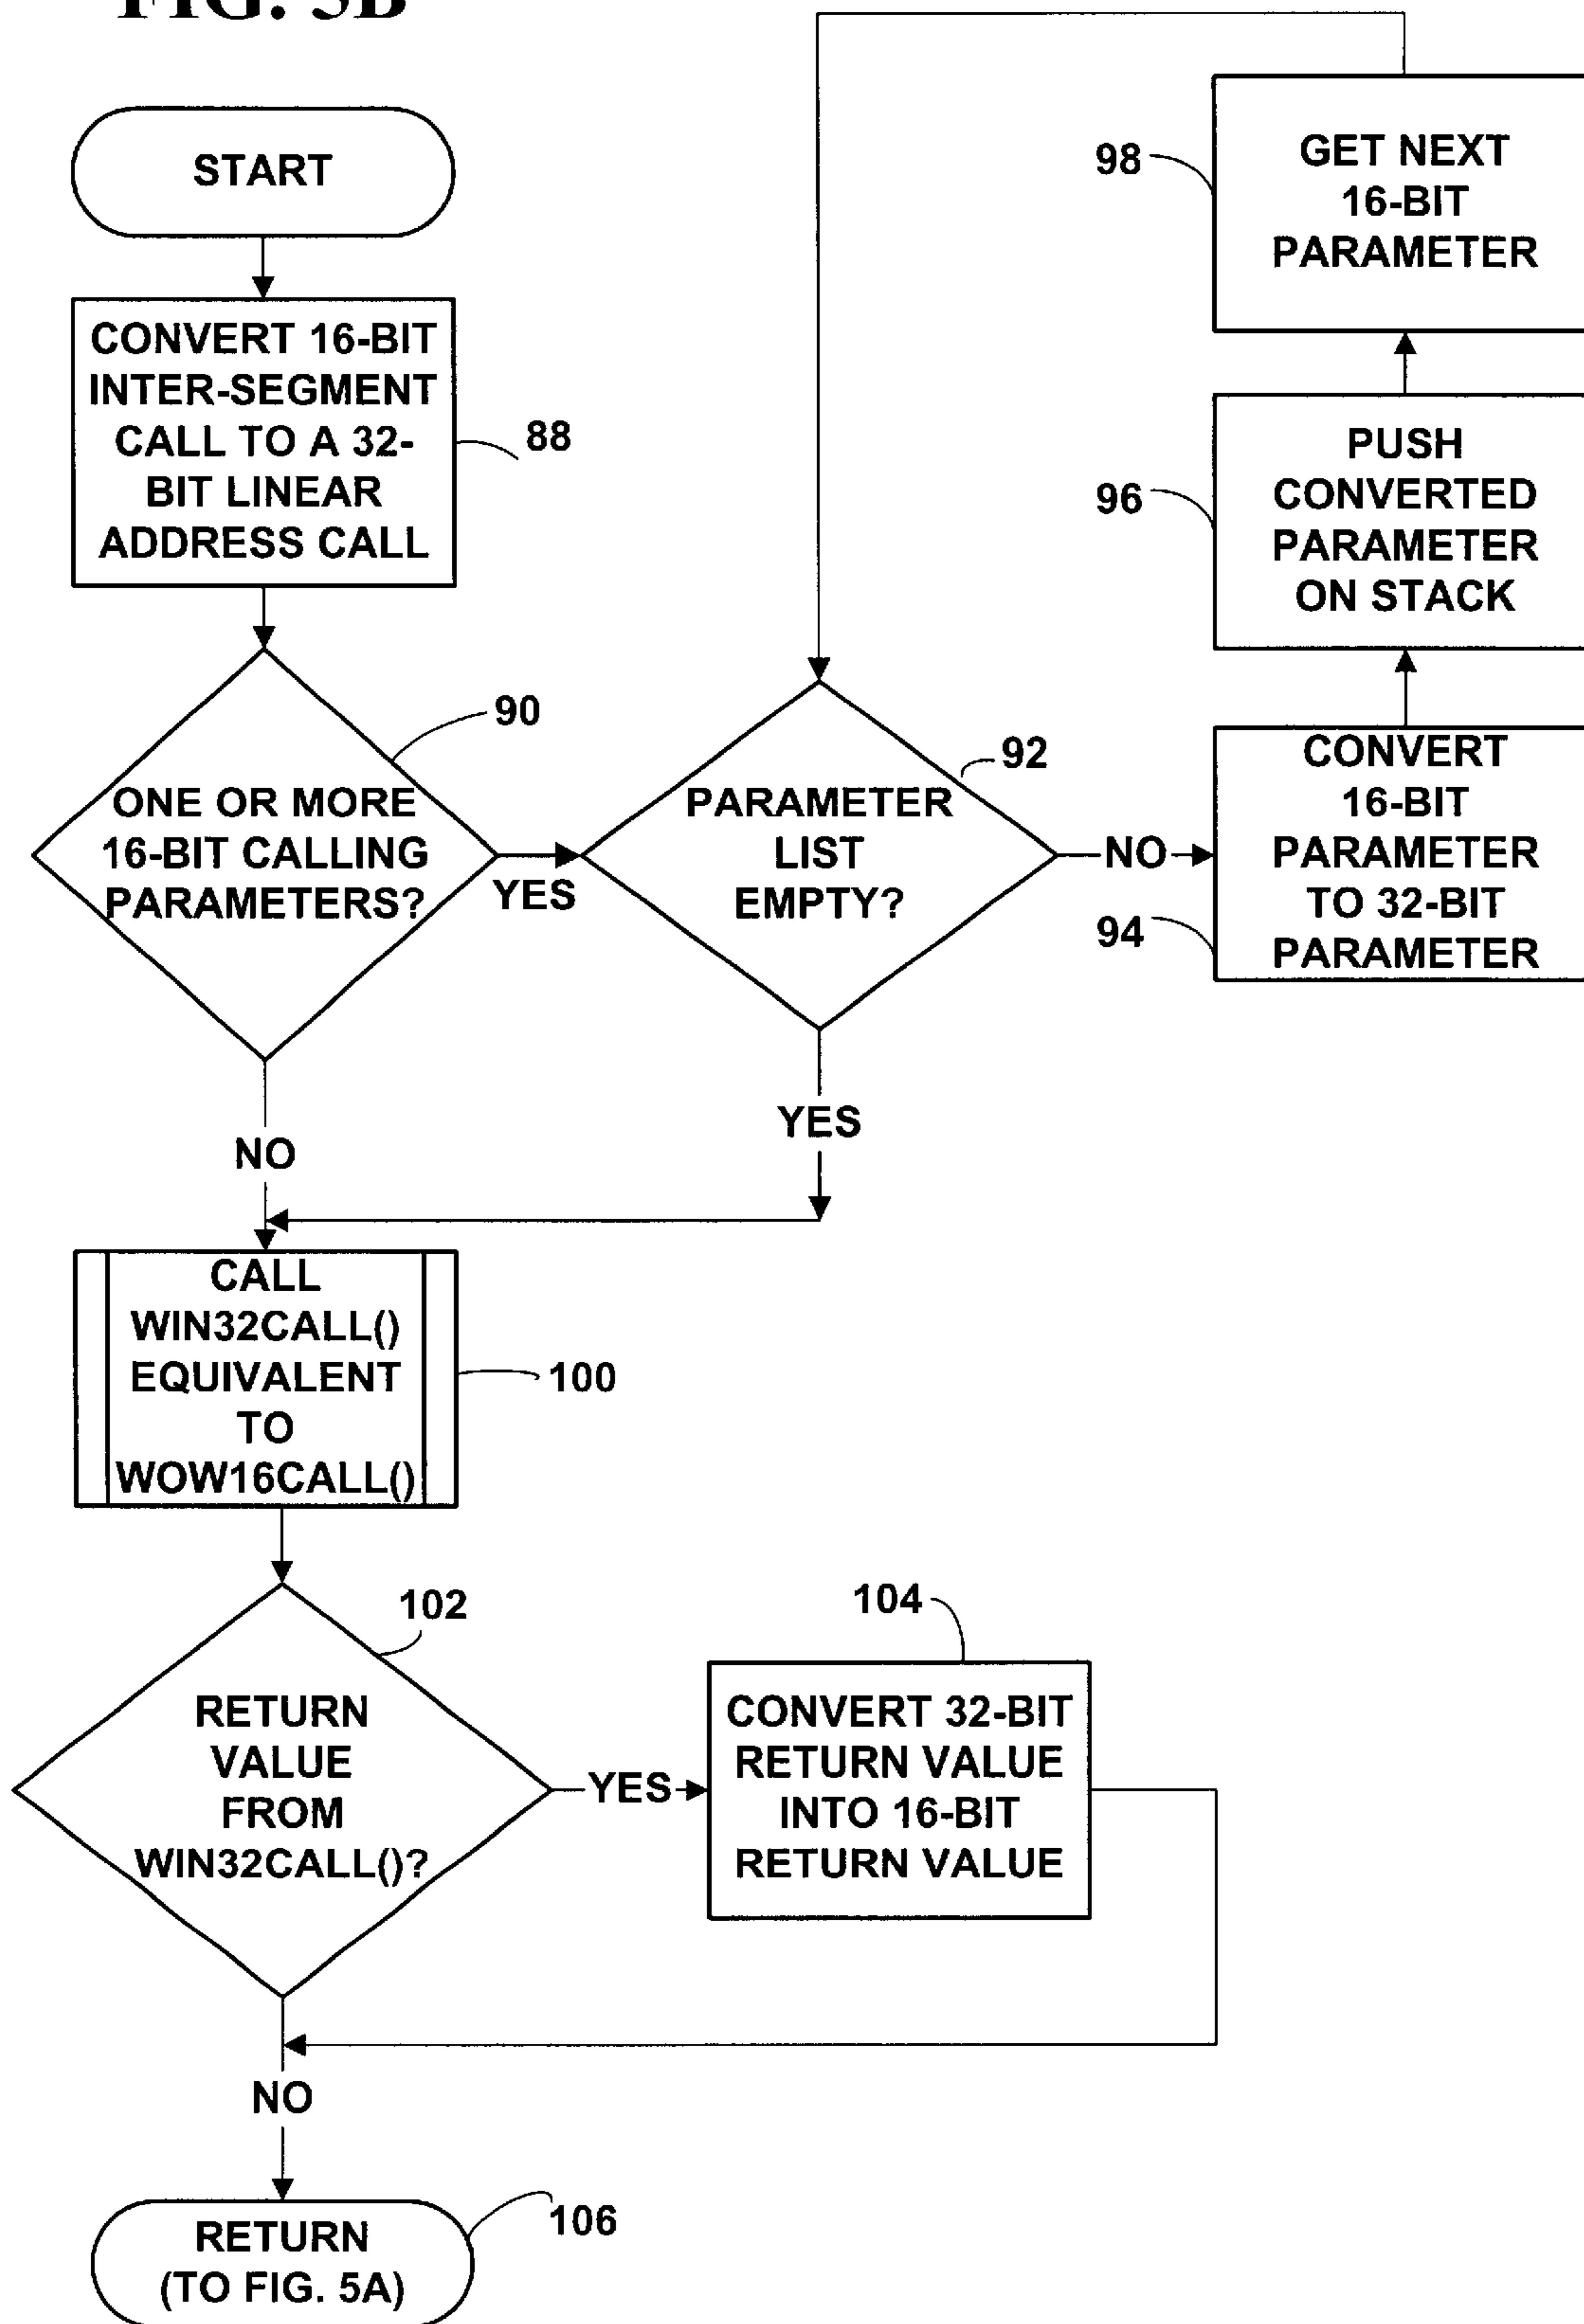 FIG. 5B
START
CONVERT 16-BIT
INTER-SEGMENT
CALL TO A 32-
BIT LINEAR
ADDRESS CALL
88
ONE OR MORE
16-BIT CALLING
PARAMETERS?
90
YES
NO
PARAMETER
LIST
EMPTY?
92
NO
YES
CONVERT
16-BIT
PARAMETER
TO 32-BIT
PARAMETER
94
PUSH
CONVERTED
PARAMETER
ON STACK
96
GET NEXT
16-BIT
PARAMETER
98
CALL
WIN32CALL()
EQUIVALENT
TO
WOW16CALL()
100
RETURN
VALUE
FROM
WIN32CALL()?
102
YES
CONVERT 32-BIT
RETURN VALUE
INTO 16-BIT
RETURN VALUE
104
NO
RETURN
(TO FIG. 5A)
106